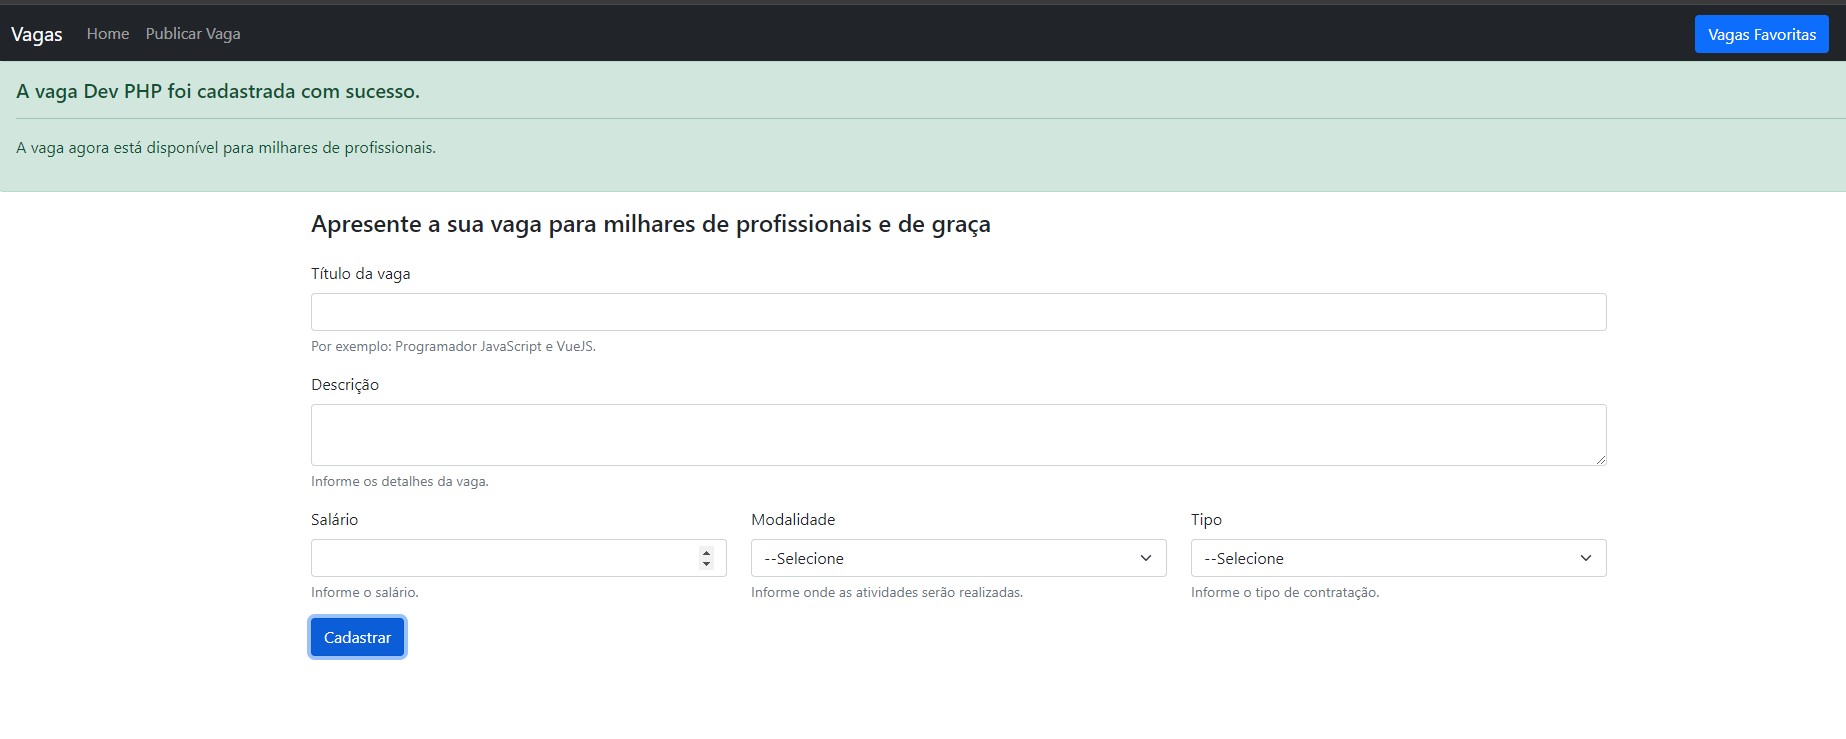 Vagas Home Publicar Vaga Vagas Favoritas
A vaga Dev PHP foi cadastrada com sucesso.
A vaga agora está disponível para milhares de profissionais.
Apresente a sua vaga para milhares de profissionais e de graça
Título da vaga
Por exemplo: Programador JavaScript e VueJS.
Descrição
Informe os detalhes da vaga.
Salário Modalidade Tipo
--Selecione --Selecione
Informe o salário. Informe onde as atividades serão realizadas. Informe o tipo de contratação.
Cadastrar